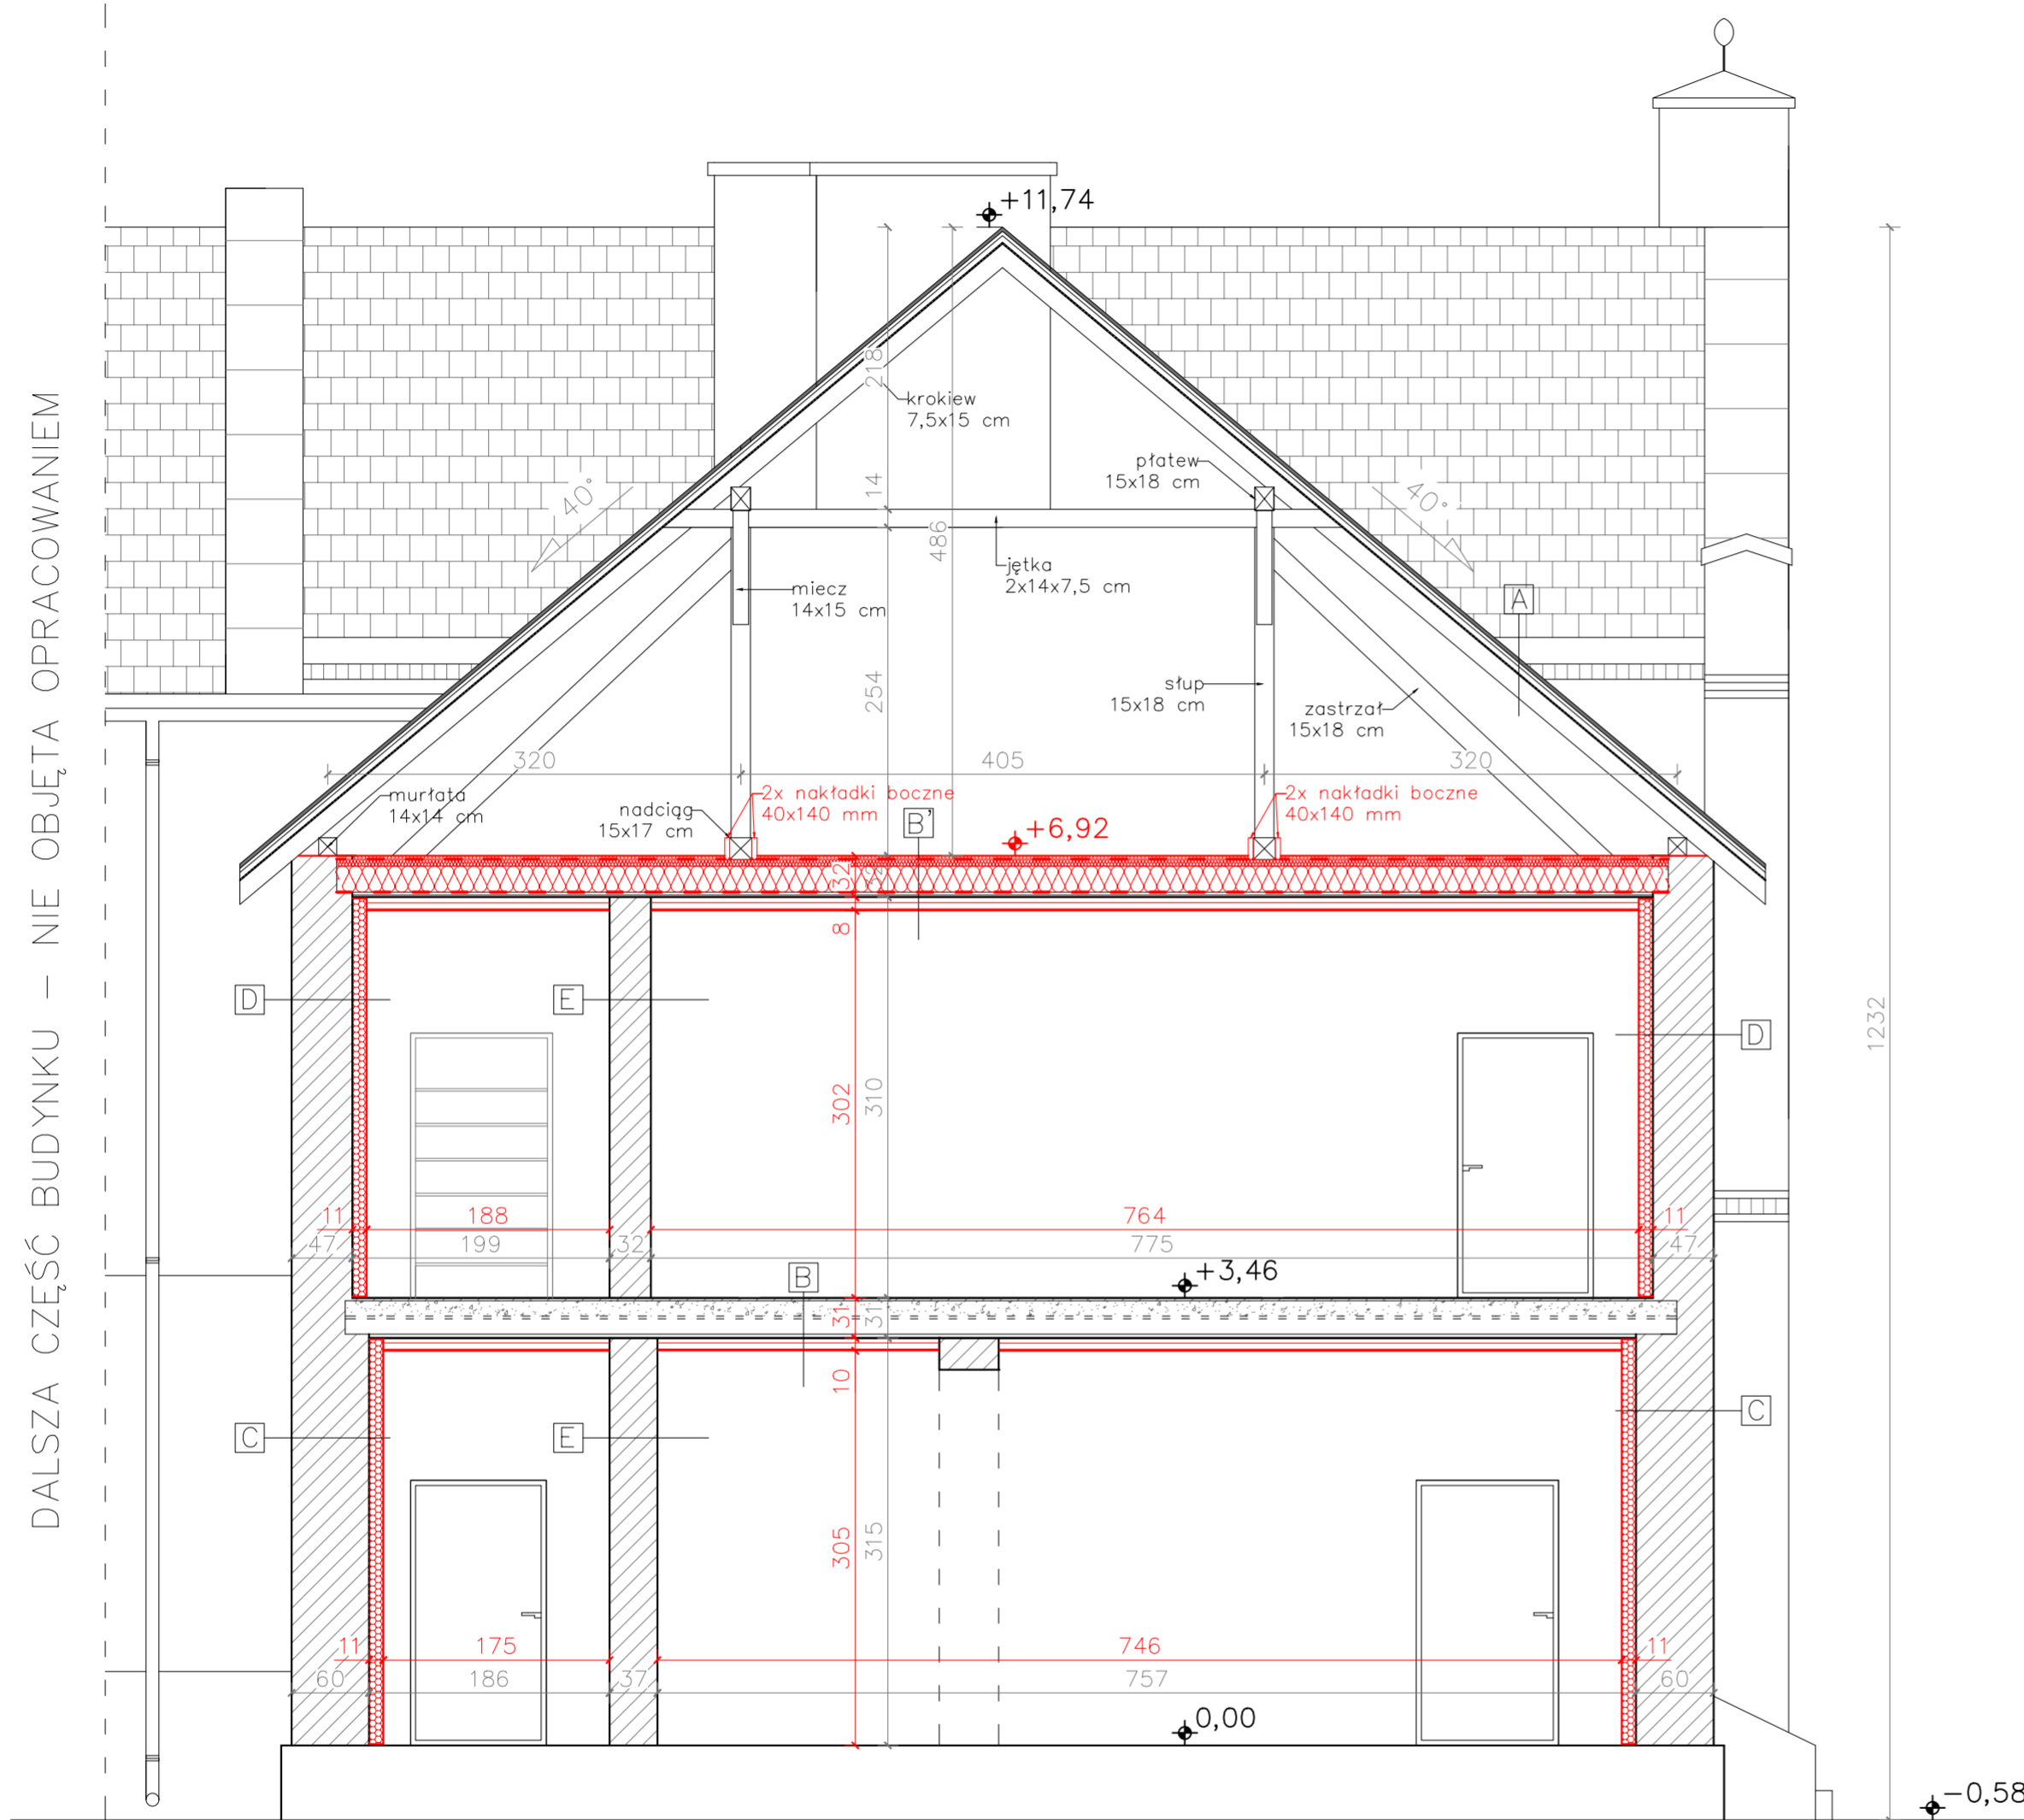 DALSZA CZĘŚĆ BUDYNKU – NIE OBJĘTA OPRACOWANIEM
+11,74
218
krokiew
7,5x15 cm
płatew
15x18 cm
40°
40°
14
486
jętka
2x14x7,5 cm
miecz
14x15 cm
A
254
słup
15x18 cm
zastrzał
15x18 cm
320
405
320
murłata
14x14 cm
nadciąg
15x17 cm
2x nakładki boczne
40x140 mm
B'
+6,92
2x nakładki boczne
40x140 mm
32
32
8
D
E
D
1232
302
310
11
188
764
11
47
199
32
775
47
B
+3,46
31
31
10
C
E
C
305
315
11
175
746
11
60
186
37
757
60
0,00
−0,58